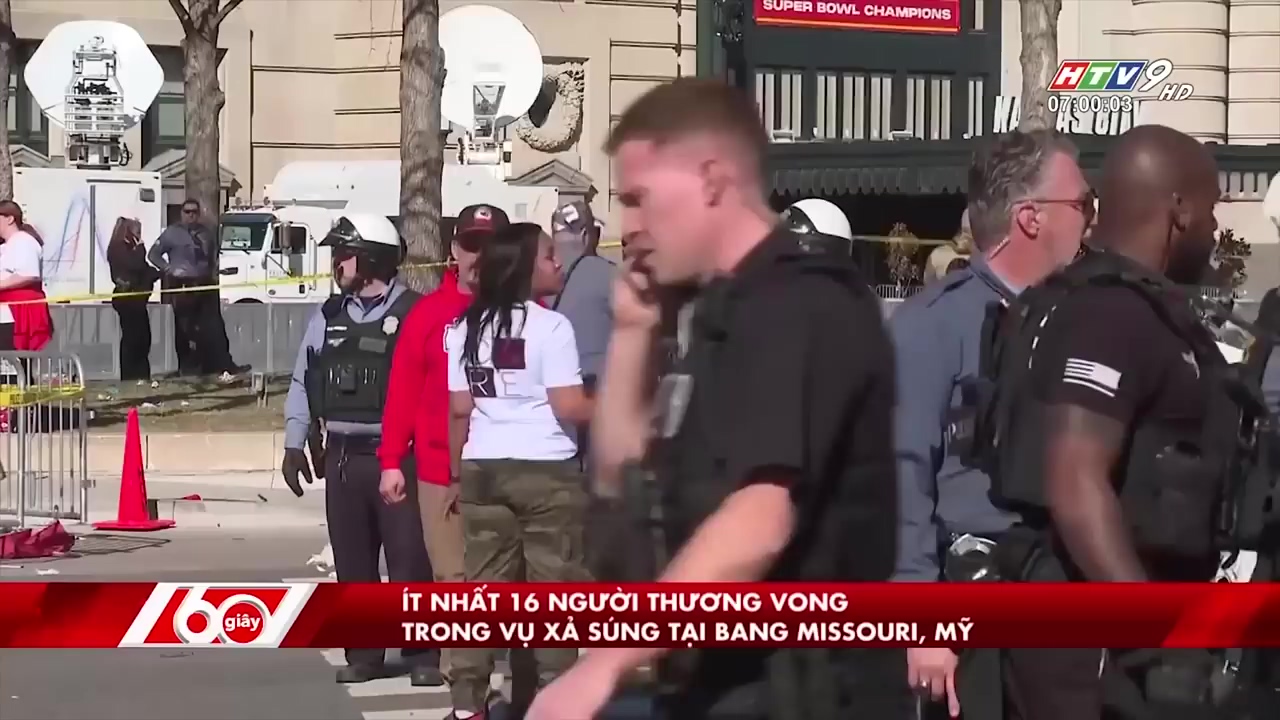 SUPER BOWL CHAMPIONS
HTV9
HD
07:00:03
RE
60
giây
ÍT NHẤT 16 NGƯỜI THƯƠNG VONG
TRONG VỤ XẢ SÚNG TẠI BANG MISSOURI, MỸ